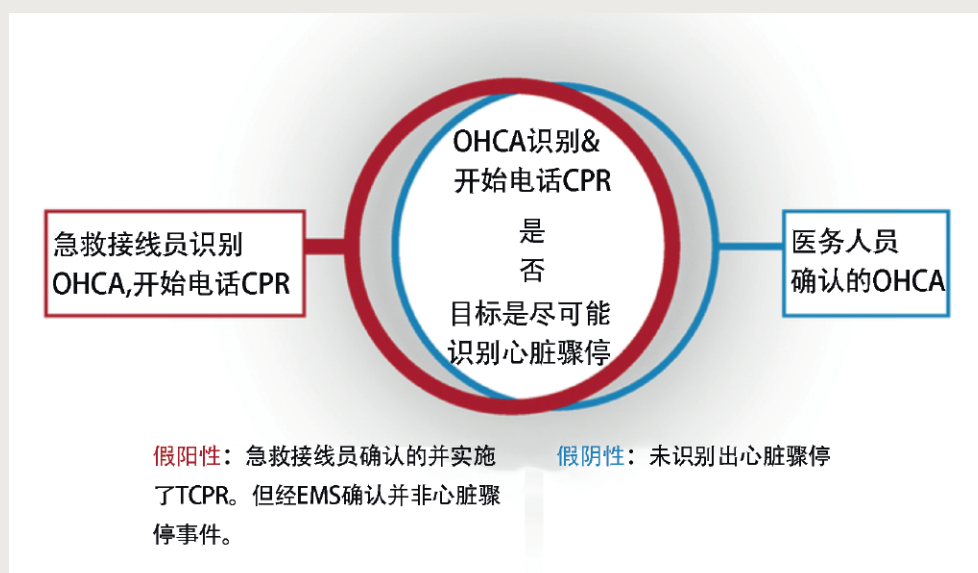 OHCA识别&
开始电话CPR
是
否
目标是尽可能
识别心脏骤停
急救接线员识别
OHCA,开始电话CPR
医务人员
确认的OHCA
假阳性：急救接线员确认的并实施
了TCPR。但经EMS确认并非心脏骤
停事件。
假阴性：未识别出心脏骤停